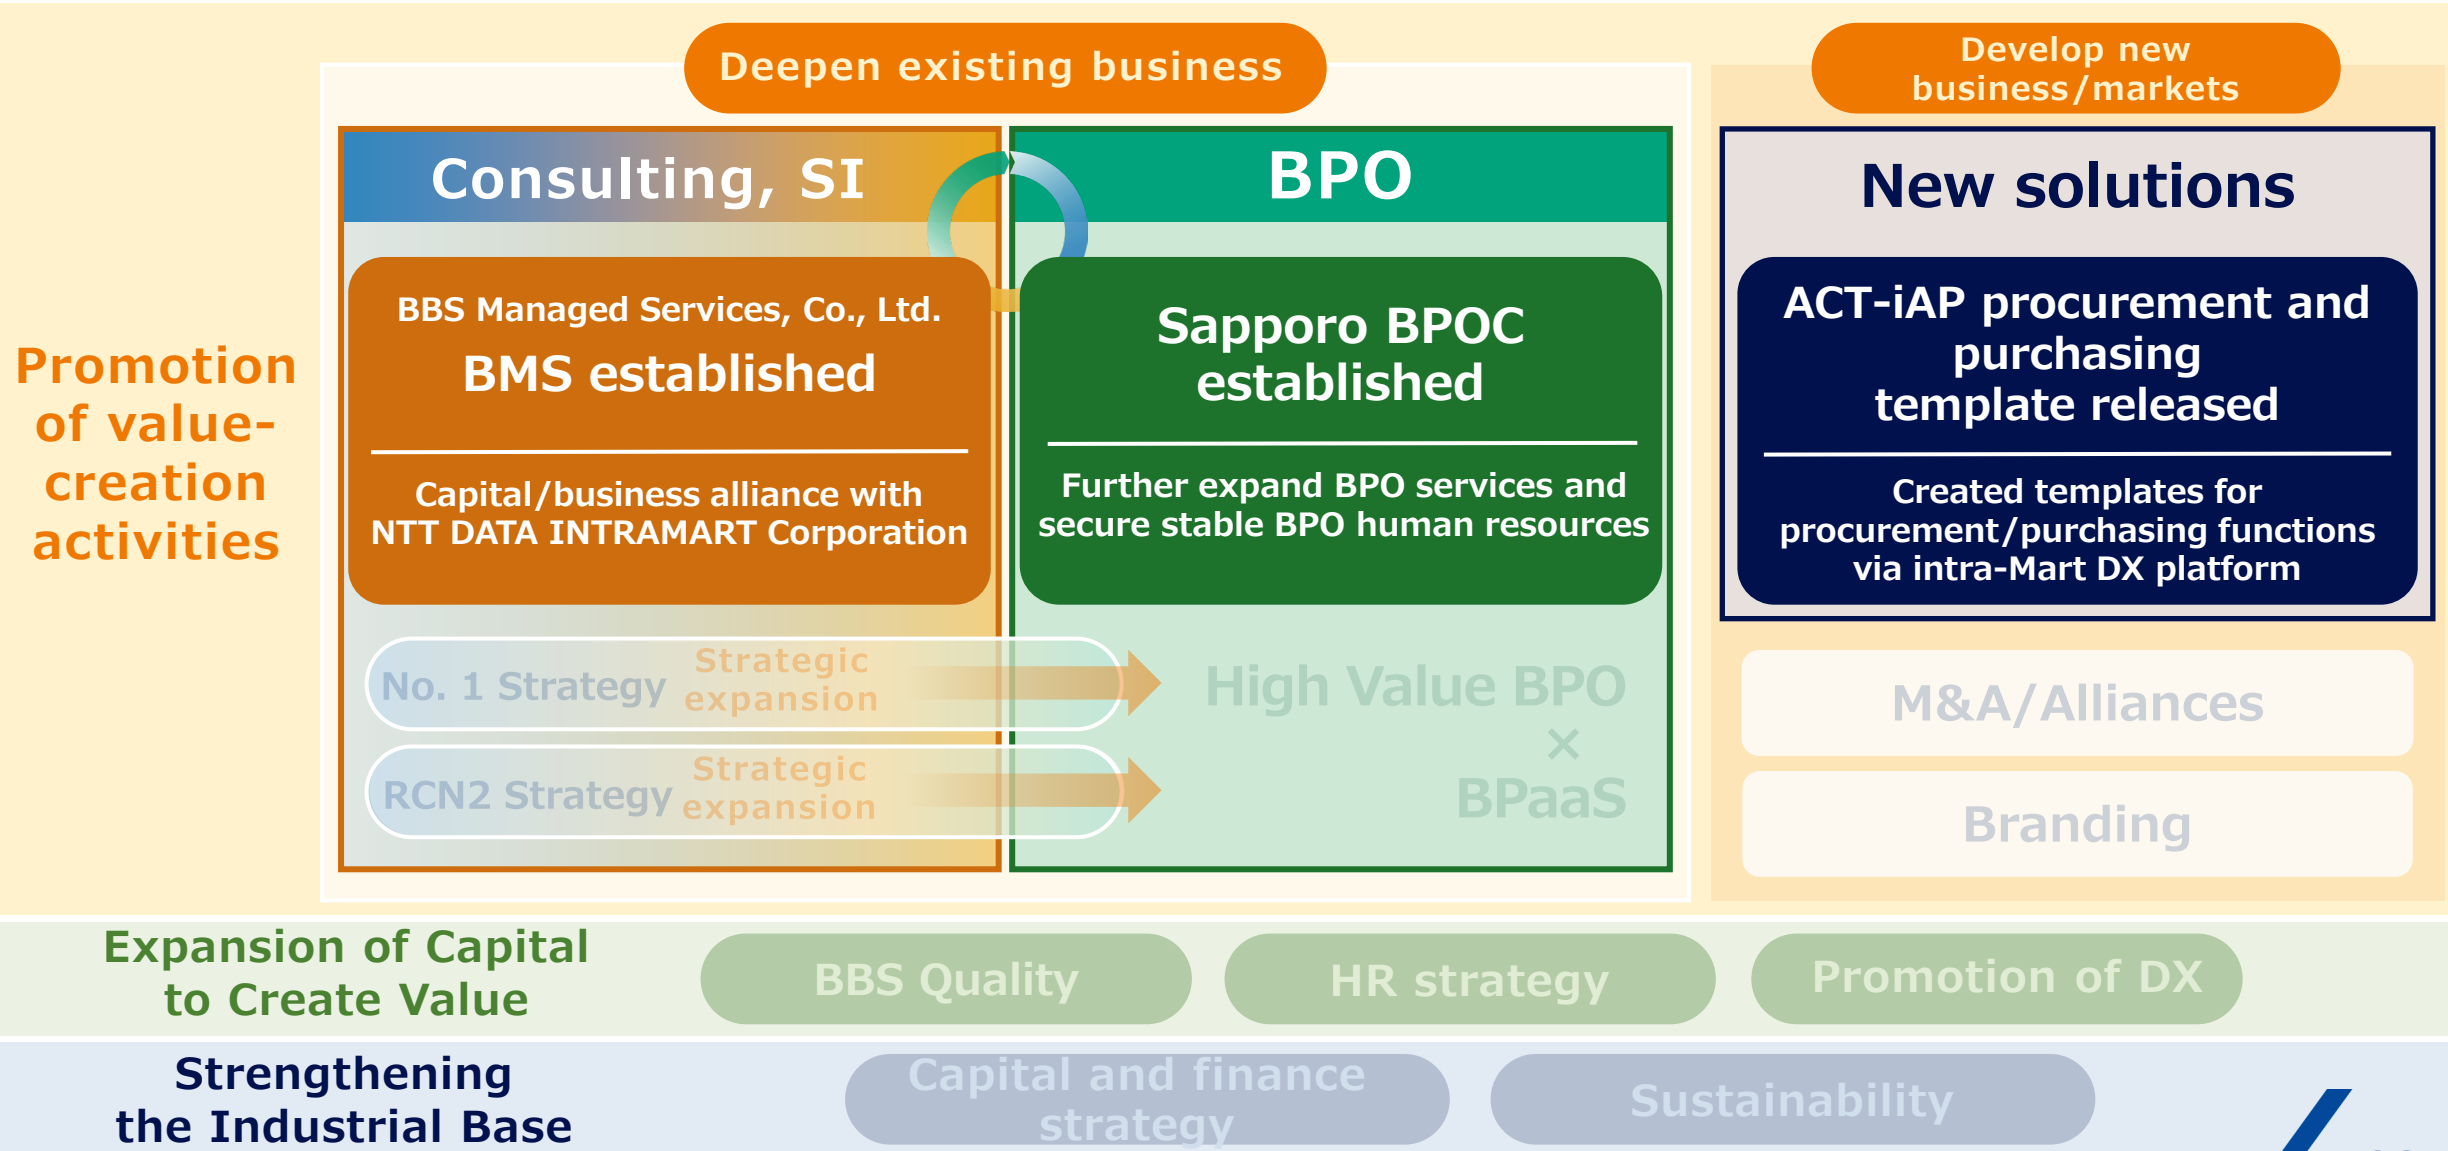 Deepen existing business
Develop new
business/markets
Promotion
of value-
creation
activities
Consulting, SI
BBS Managed Services, Co., Ltd.
BMS established
Capital/business alliance with
NTT DATA INTRAMART Corporation
BPO
Sapporo BPOC
established
Further expand BPO services and
secure stable BPO human resources
New solutions
ACT-iAP procurement and
purchasing
template released
Created templates for
procurement/purchasing functions
via intra-Mart DX platform
No. 1 Strategy
Strategic
expansion
RCN2 Strategy
Strategic
expansion
High Value BPO
×
BPaaS
M&A/Alliances
Branding
Expansion of Capital
to Create Value
BBS Quality
HR strategy
Promotion of DX
Strengthening
the Industrial Base
Capital and finance
strategy
Sustainability